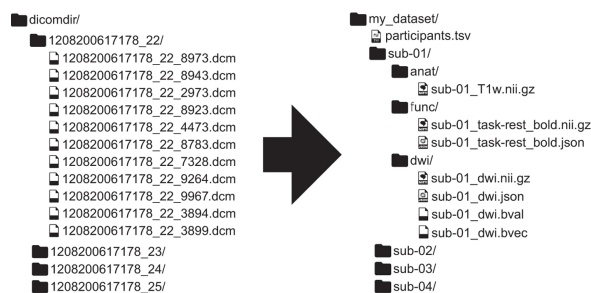 dicomdir/
1208200617178_22/
1208200617178_22_8973.dcm
1208200617178_22_8943.dcm
1208200617178_22_2973.dcm
1208200617178_22_8923.dcm
1208200617178_22_4473.dcm
1208200617178_22_8783.dcm
1208200617178_22_7328.dcm
1208200617178_22_9264.dcm
1208200617178_22_9967.dcm
1208200617178_22_3894.dcm
1208200617178_22_3899.dcm
1208200617178_23/
1208200617178_24/
1208200617178_25/
my_dataset/
participants.tsv
sub-01/
anat/
sub-01_T1w.nii.gz
func/
sub-01_task-rest_bold.nii.gz
sub-01_task-rest_bold.json
dwi/
sub-01_dwi.nii.gz
sub-01_dwi.json
sub-01_dwi.bval
sub-01_dwi.bvec
sub-02/
sub-03/
sub-04/